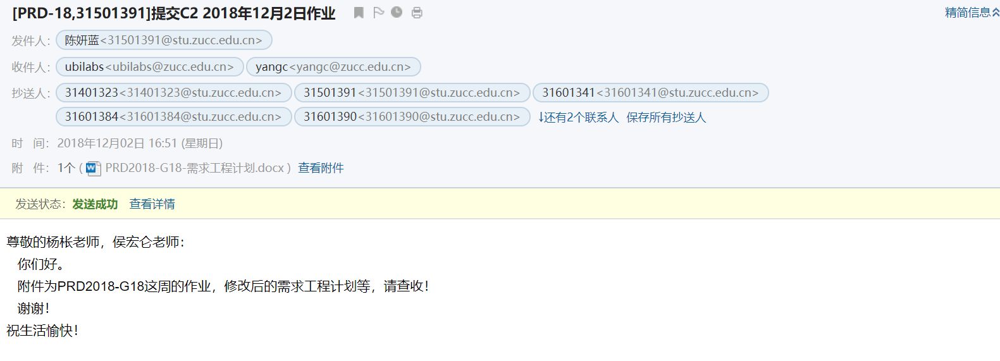 [PRD-18,31501391]提交C2 2018年12月2日作业
精简信息
发件人：陈妍蓝<31501391@stu.zucc.edu.cn>
收件人：ubilabs<ubilabs@zucc.edu.cn> yangc<yangc@zucc.edu.cn>
抄送人：31401323<31401323@stu.zucc.edu.cn> 31501391<31501391@stu.zucc.edu.cn> 31601341<31601341@stu.zucc.edu.cn>
31601384<31601384@stu.zucc.edu.cn> 31601390<31601390@stu.zucc.edu.cn> ↓还有2个联系人 保存所有抄送人
时 间：2018年12月02日 16:51 (星期日)
附 件：1个 ( PRD2018-G18-需求工程计划.docx ) 查看附件
发送状态：发送成功 查看详情
尊敬的杨枨老师，侯宏仑老师：
你们好。
附件为PRD2018-G18这周的作业，修改后的需求工程计划等，请查收！
谢谢！
祝生活愉快！